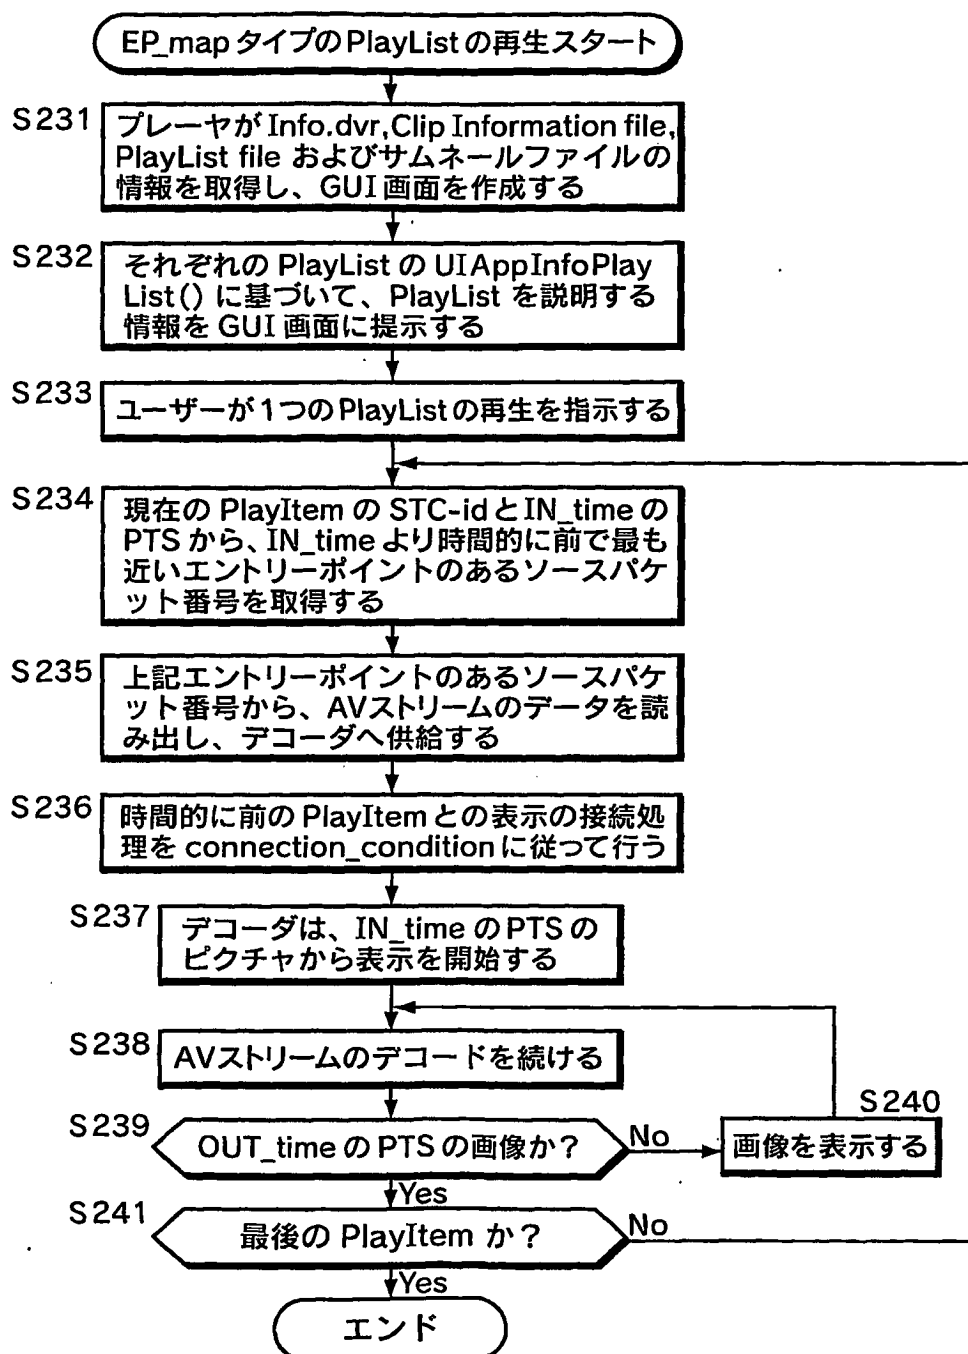 EP_map タイプの PlayList の再生スタート
S231
プレーヤが Info.dvr,Clip Information file,
PlayList file およびサムネールファイルの
情報を取得し、GUI 画面を作成する
S232
それぞれの PlayList の UIAppInfoPlay
List() に基づいて、PlayList を説明する
情報を GUI 画面に提示する
S233
ユーザーが1つの PlayList の再生を指示する
S234
現在の PlayItem の STC-id と IN_time の
PTS から、IN_time より時間的に前で最も
近いエントリーポイントのあるソースパケ
ット番号を取得する
S235
上記エントリーポイントのあるソースパケ
ット番号から、AVストリームのデータを読
み出し、デコーダへ供給する
S236
時間的に前の PlayItem との表示の接続処
理を connection_condition に従って行う
S237
デコーダは、IN_time の PTS の
ピクチャから表示を開始する
S238
AVストリームのデコードを続ける
S239
OUT_time の PTS の画像か?
No
S240
画像を表示する
Yes
S241
最後の PlayItem か?
No
Yes
エンド